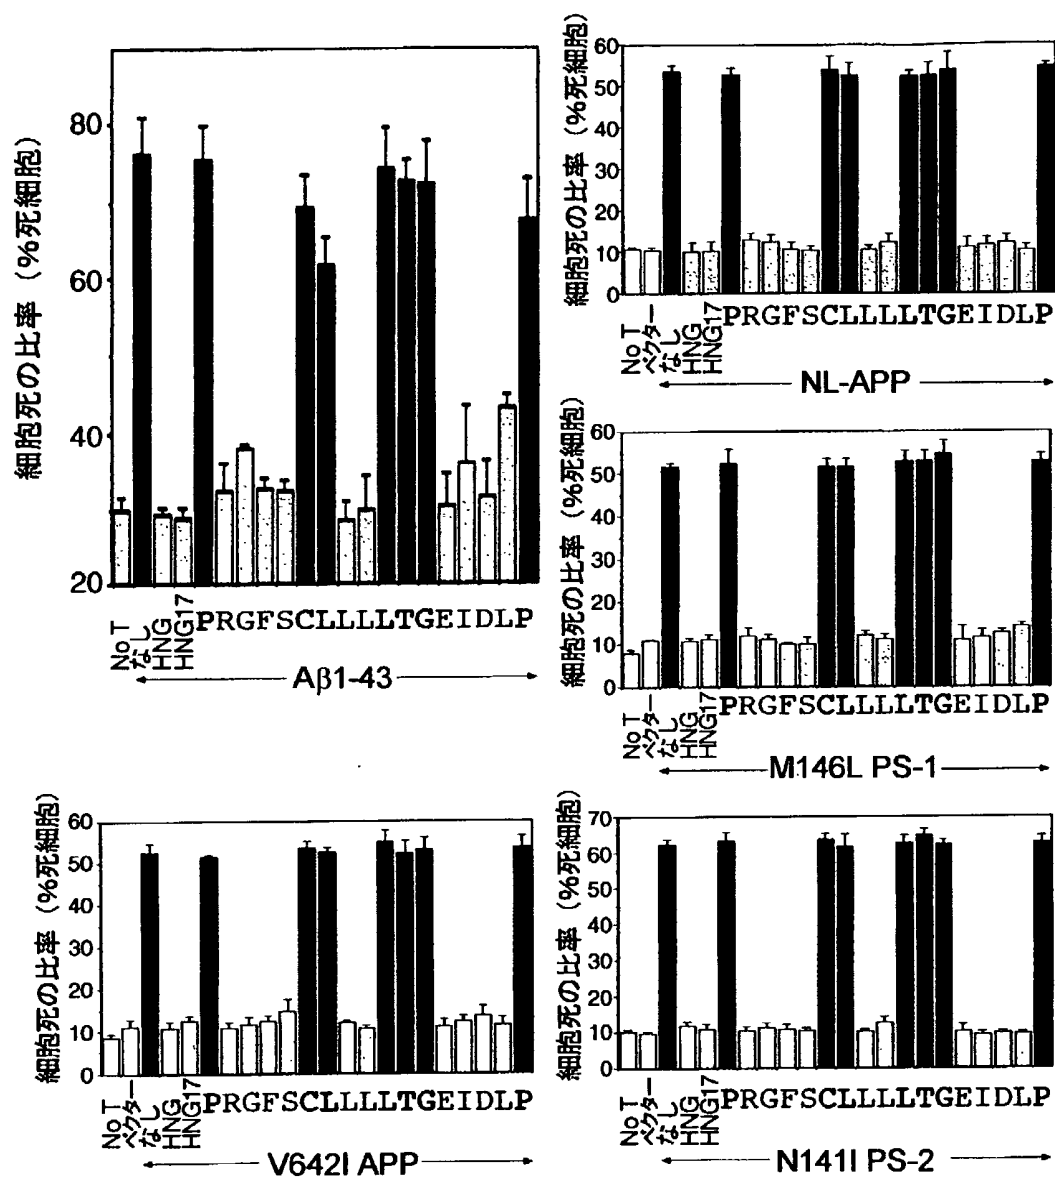 細胞死の比率 (%死細胞)
80
60
40
20
No T
なし
HNG
HNG17
PRGFSCLLLLTGEIDLP
Aβ1-43
細胞死の比率 (%死細胞)
60
50
40
30
20
10
0
No T
ベクター
なし
HNG
HNG17
PRGFSCLLLLTGEIDLP
NL-APP
細胞死の比率 (%死細胞)
60
50
40
30
20
10
0
No T
ベクター
なし
HNG
HNG17
PRGFSCLLLLTGEIDLP
M146L PS-1
細胞死の比率 (%死細胞)
60
50
40
30
20
10
0
No T
ベクター
なし
HNG
HNG17
PRGFSCLLLLTGEIDLP
V642I APP
細胞死の比率 (%死細胞)
70
60
50
40
30
20
10
0
No T
ベクター
なし
HNG
HNG17
PRGFSCLLLLTGEIDLP
N141I PS-2